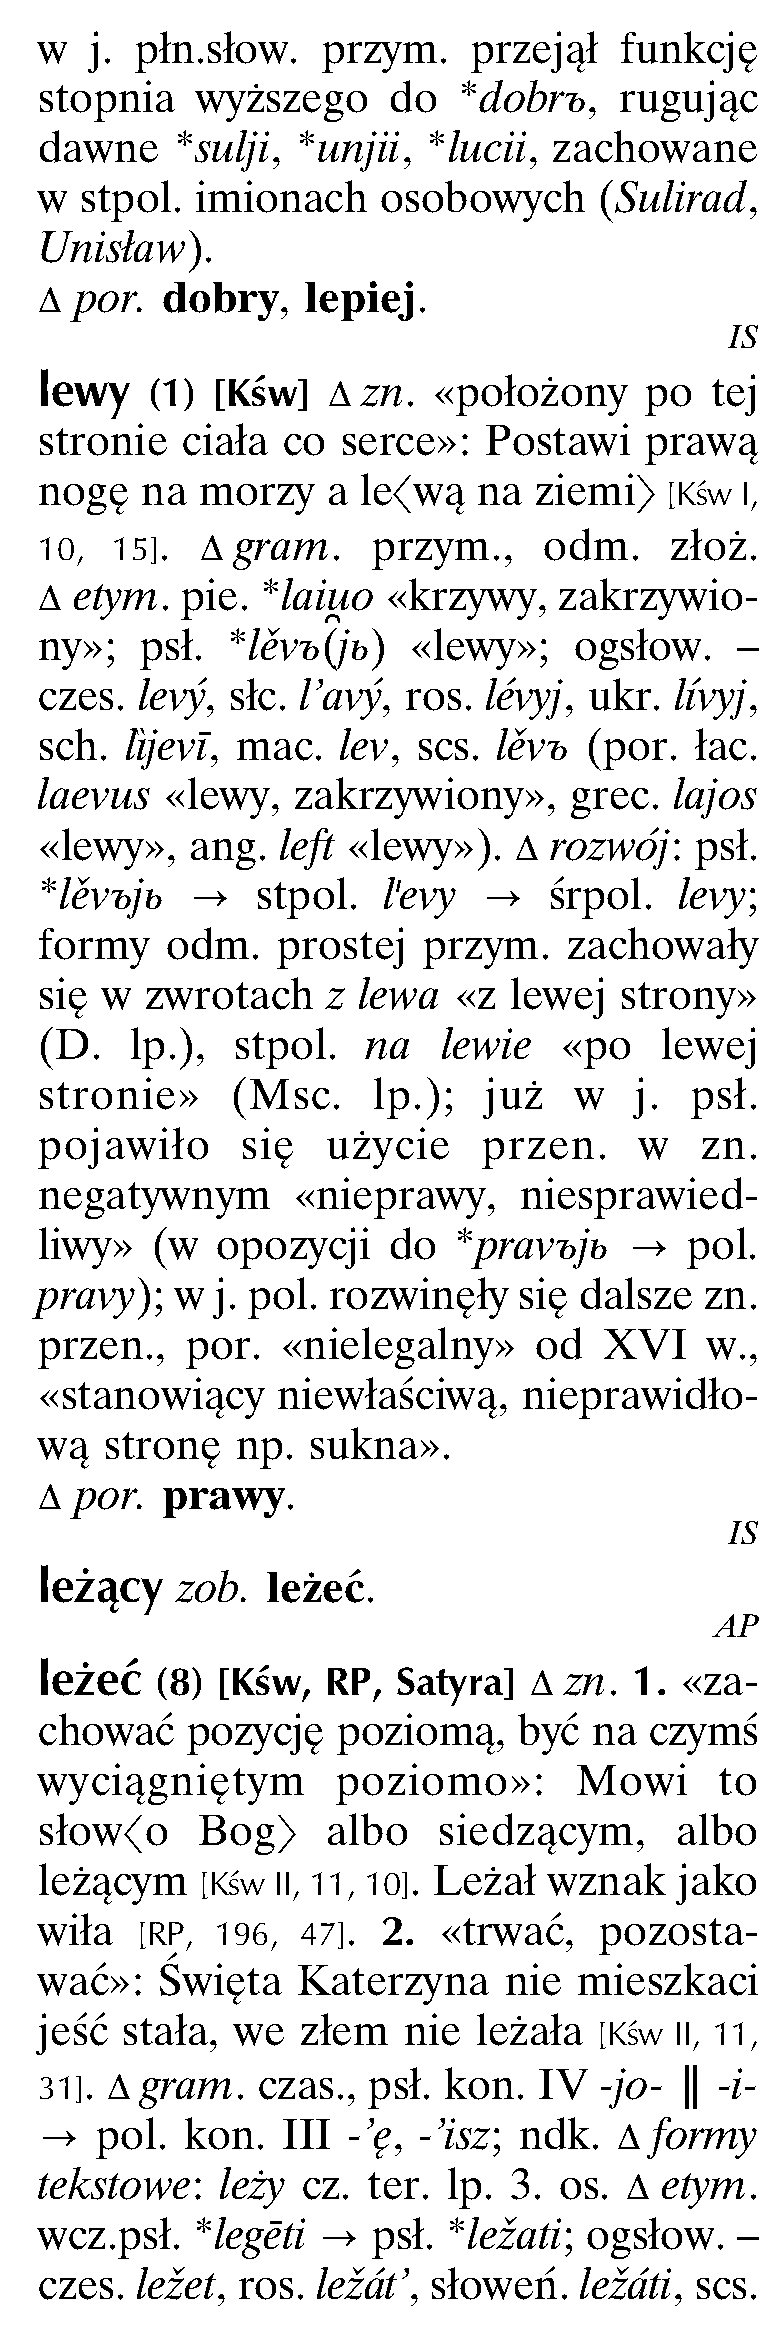 w j. płn.słow. przym. przejął funkcję
stopnia wyższego do *dobrъ, rugując
dawne *sulji, *unjii, *lucii, zachowane
w stpol. imionach osobowych (Sulirad,
Unisław).
Δ por. dobry, lepiej.
IS
lewy (1) [Kśw] Δ zn. «położony po tej
stronie ciała co serce»: Postawi prawą
nogę na morzy a le⟨wą na ziemi⟩ [Kśw I,
10, 15]. Δ gram. przym., odm. złoż.
Δ etym. pie. *laiu̯o «krzywy, zakrzywio-
ny»; psł. *lěvъ(jь) «lewy»; ogsłow. –
czes. levý, słc. l’avý, ros. lévyj, ukr. lívyj,
sch. lȉjevī, mac. lev, scs. lěvъ (por. łac.
laevus «lewy, zakrzywiony», grec. lajos
«lewy», ang. left «lewy»). Δ rozwój: psł.
*lěvъjь → stpol. l'evy → śrpol. levy;
formy odm. prostej przym. zachowały
się w zwrotach z lewa «z lewej strony»
(D. lp.), stpol. na lewie «po lewej
stronie» (Msc. lp.); już w j. psł.
pojawiło się użycie przen. w zn.
negatywnym «nieprawy, niesprawied-
liwy» (w opozycji do *pravъjь → pol.
pravy); w j. pol. rozwinęły się dalsze zn.
przen., por. «nielegalny» od XVI w.,
«stanowiący niewłaściwą, nieprawidło-
wą stronę np. sukna».
Δ por. prawy.
IS
leżący zob. leżeć.
AP
leżeć (8) [Kśw, RP, Satyra] Δ zn. 1. «za-
chować pozycję poziomą, być na czymś
wyciągniętym poziomo»: Mowi to
słow⟨o Bog⟩ albo siedzącym, albo
leżącym [Kśw II, 11, 10]. Leżał wznak jako
wiła [RP, 196, 47]. 2. «trwać, pozosta-
wać»: Święta Katerzyna nie mieszkaci
jeść stała, we złem nie leżała [Kśw II, 11,
31]. Δ gram. czas., psł. kon. IV -jo- ‖ -i-
→ pol. kon. III -’ę, -’isz; ndk. Δ formy
tekstowe: leży cz. ter. lp. 3. os. Δ etym.
wcz.psł. *legēti → psł. *ležati; ogsłow. –
czes. ležet, ros. ležát’, słoweń. ležáti, scs.